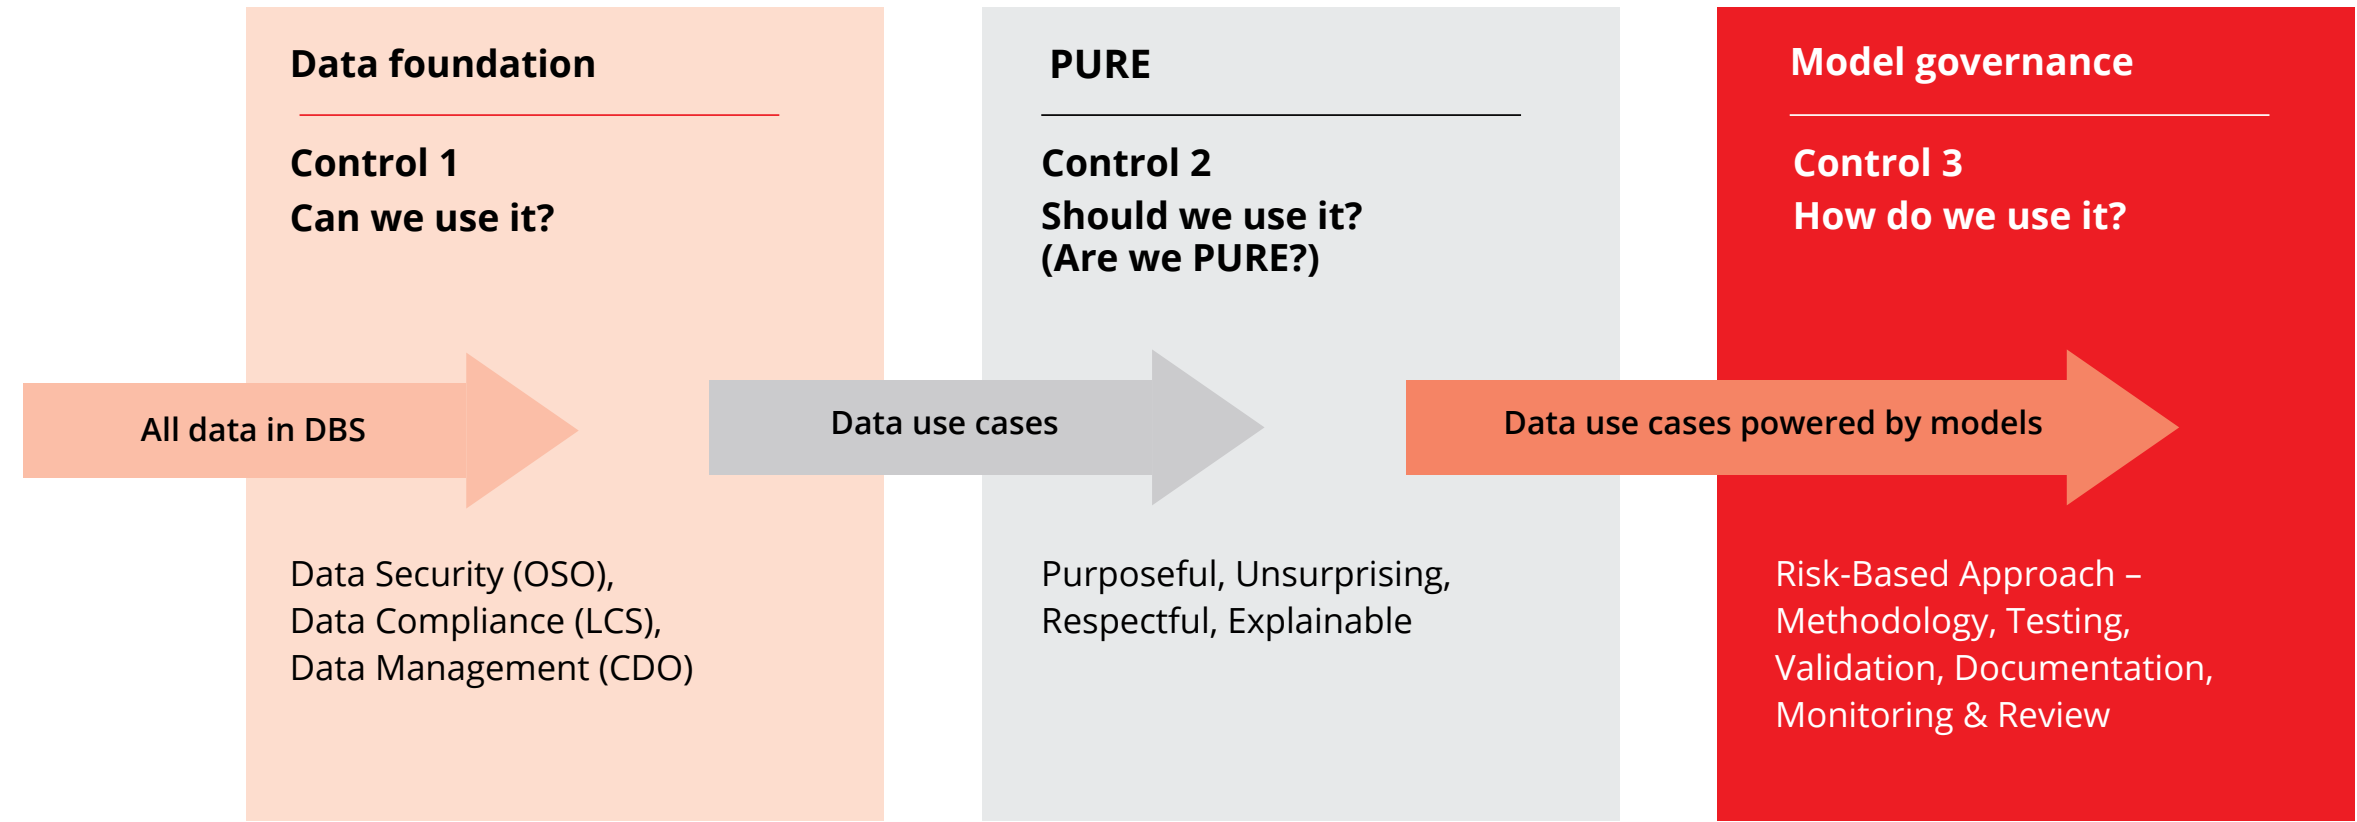 Data foundation
Control 1
Can we use it?
All data in DBS
Data Security (OSO),
Data Compliance (LCS),
Data Management (CDO)
PURE
Control 2
Should we use it?
(Are we PURE?)
Data use cases
Purposeful, Unsurprising,
Respectful, Explainable
Model governance
Control 3
How do we use it?
Data use cases powered by models
Risk-Based Approach –
Methodology, Testing,
Validation, Documentation,
Monitoring & Review